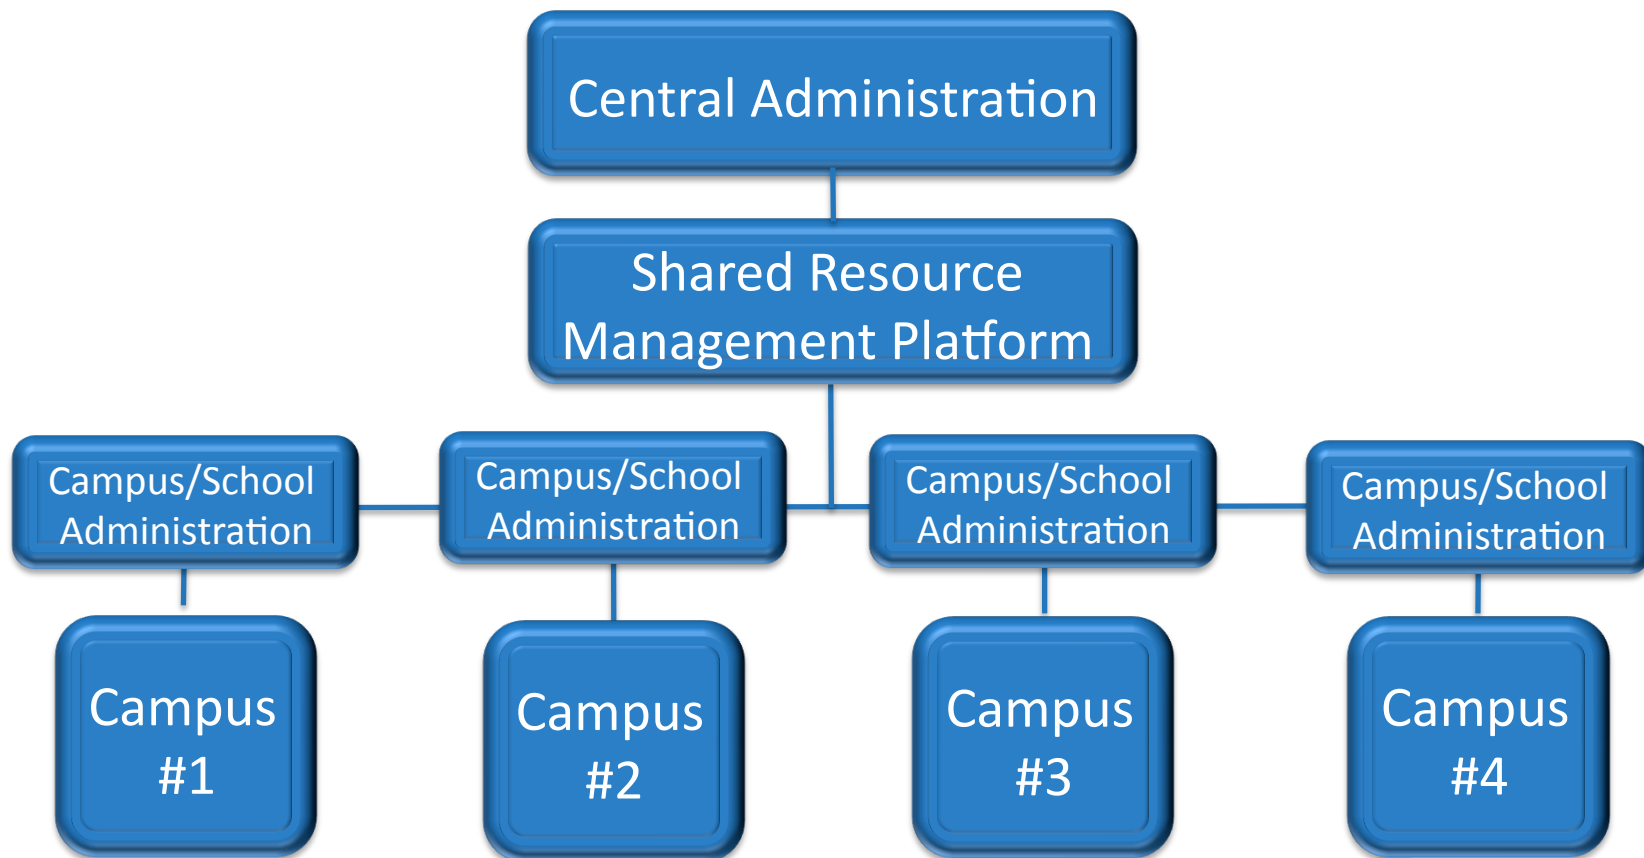 Central Administration
Shared Resource
Management Platform
Campus/School
Administration
Campus/School
Administration
Campus/School
Administration
Campus/School
Administration
Campus
#1
Campus
#2
Campus
#3
Campus
#4